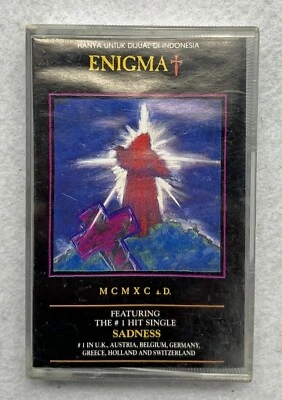 HANYA UNTUK DIJUAL DI INDONESIA
ENIGMA
MCMXC a.D.
FEATURING
THE # 1 HIT SINGLE
SADNESS
# 1 IN U.K., AUSTRIA, BELGIUM, GERMANY,
GREECE, HOLLAND AND SWITZERLAND